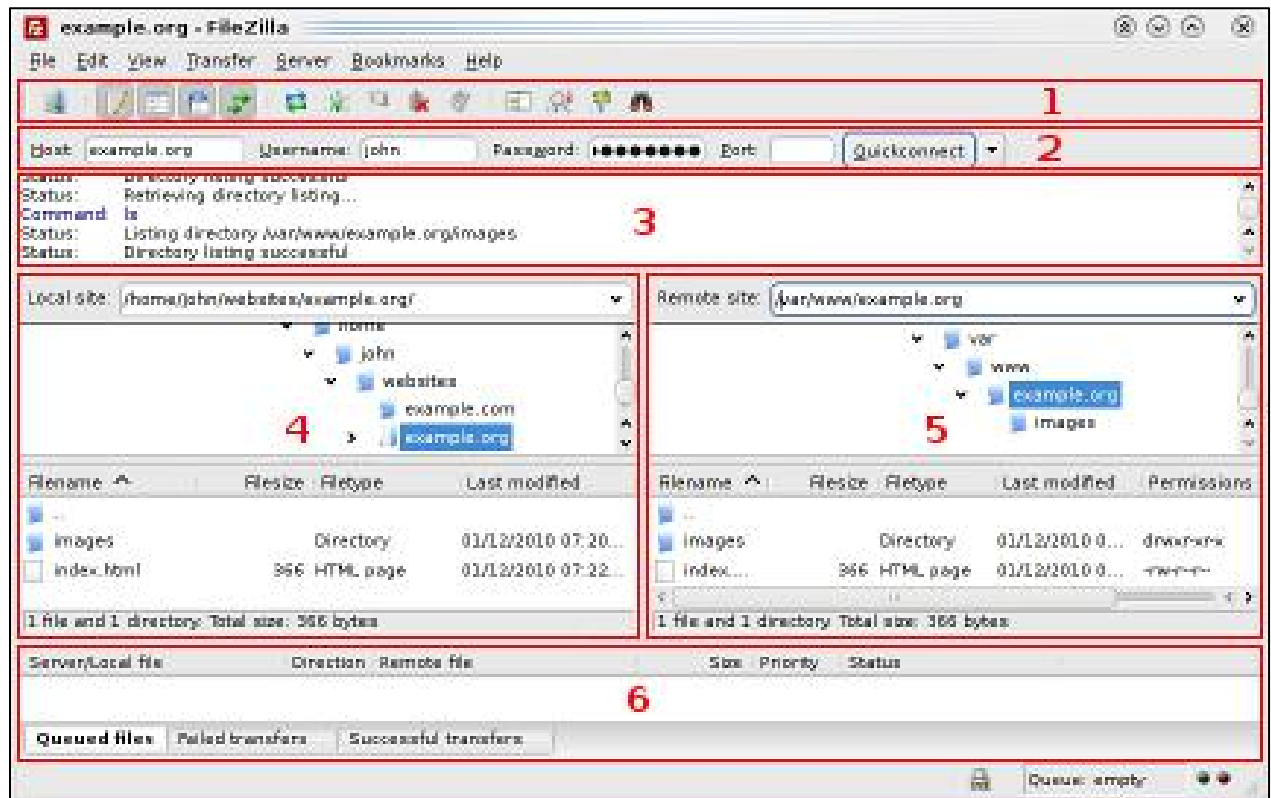 example.org - FileZilla
File Edit View Transfer Server Bookmarks Help
1
Host: example.org Username: john Password: Port: Quickconnect
2
Status: Directory listing successful
Status: Retrieving directory listing...
Command: ls
Status: Listing directory /var/www/example.org/images
Status: Directory listing successful
3
Local site: /home/john/websites/example.org/
home
john
websites
example.com
example.org
4
Filename Filesize Filetype Last modified
..
images Directory 01/12/2010 07:20...
index.html 366 HTML page 01/12/2010 07:22...
1 file and 1 directory. Total size: 366 bytes
Remote site: /var/www/example.org
var
www
example.org
images
5
Filename Filesize Filetype Last modified Permissions
..
images Directory 01/12/2010 0... drwxr-xr-x
index.... 366 HTML page 01/12/2010 0... -rw-r--r--
1 file and 1 directory. Total size: 366 bytes
Server/Local file Direction Remote file Size Priority Status
6
Queued files Failed transfers Successful transfers
Queue: empty